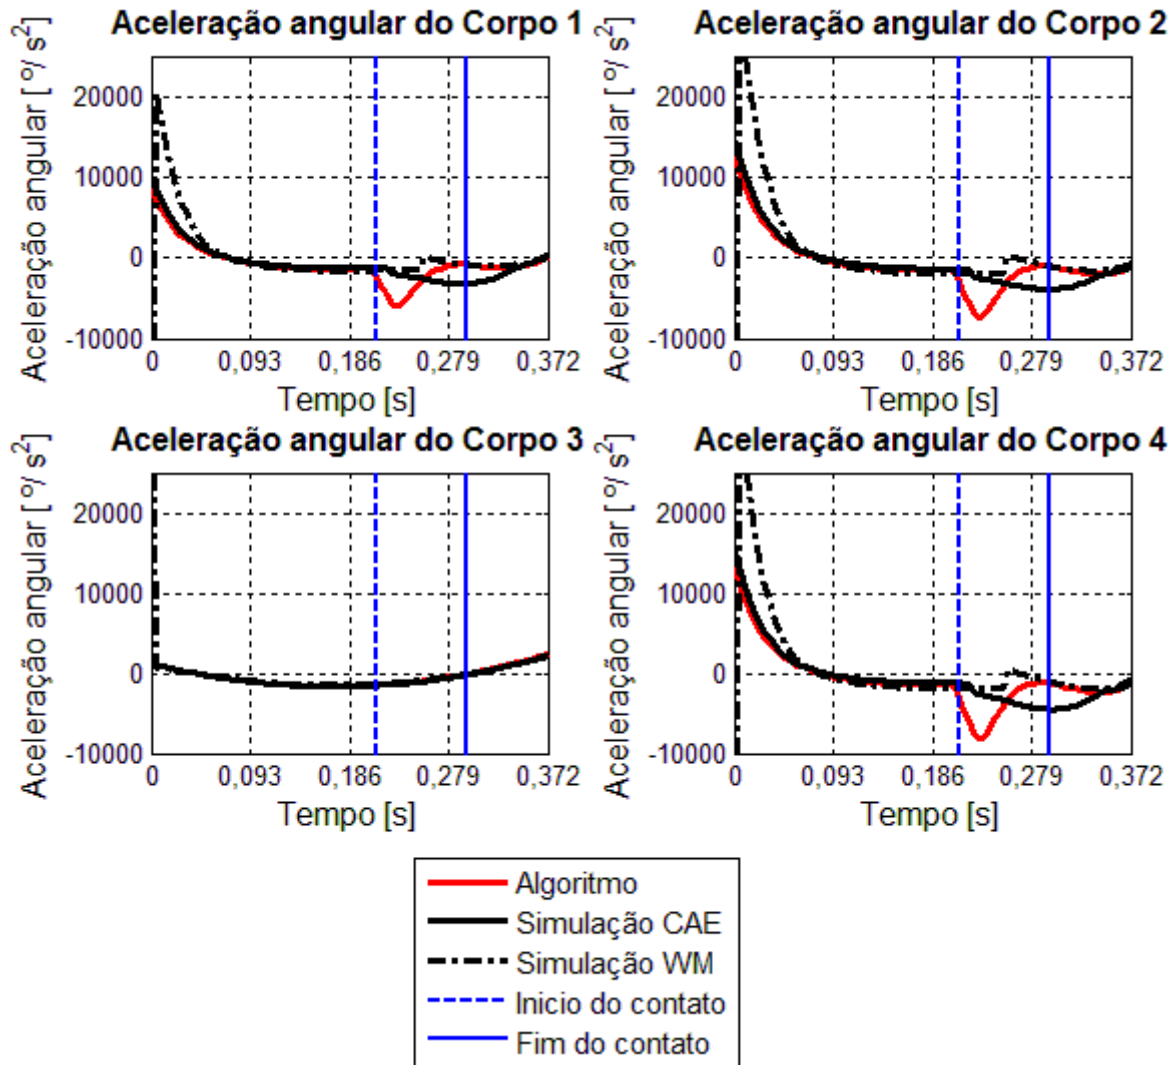 Aceleração angular do Corpo 1
Aceleração angular [ º/ s²]
20000
10000
0
-10000
0 0,093 0,186 0,279 0,372
Tempo [s]
Aceleração angular do Corpo 2
Aceleração angular [ º/ s²]
20000
10000
0
-10000
0 0,093 0,186 0,279 0,372
Tempo [s]
Aceleração angular do Corpo 3
Aceleração angular [ º/ s²]
20000
10000
0
-10000
0 0,093 0,186 0,279 0,372
Tempo [s]
Aceleração angular do Corpo 4
Aceleração angular [ º/ s²]
20000
10000
0
-10000
0 0,093 0,186 0,279 0,372
Tempo [s]
Algoritmo
Simulação CAE
Simulação WM
Inicio do contato
Fim do contato